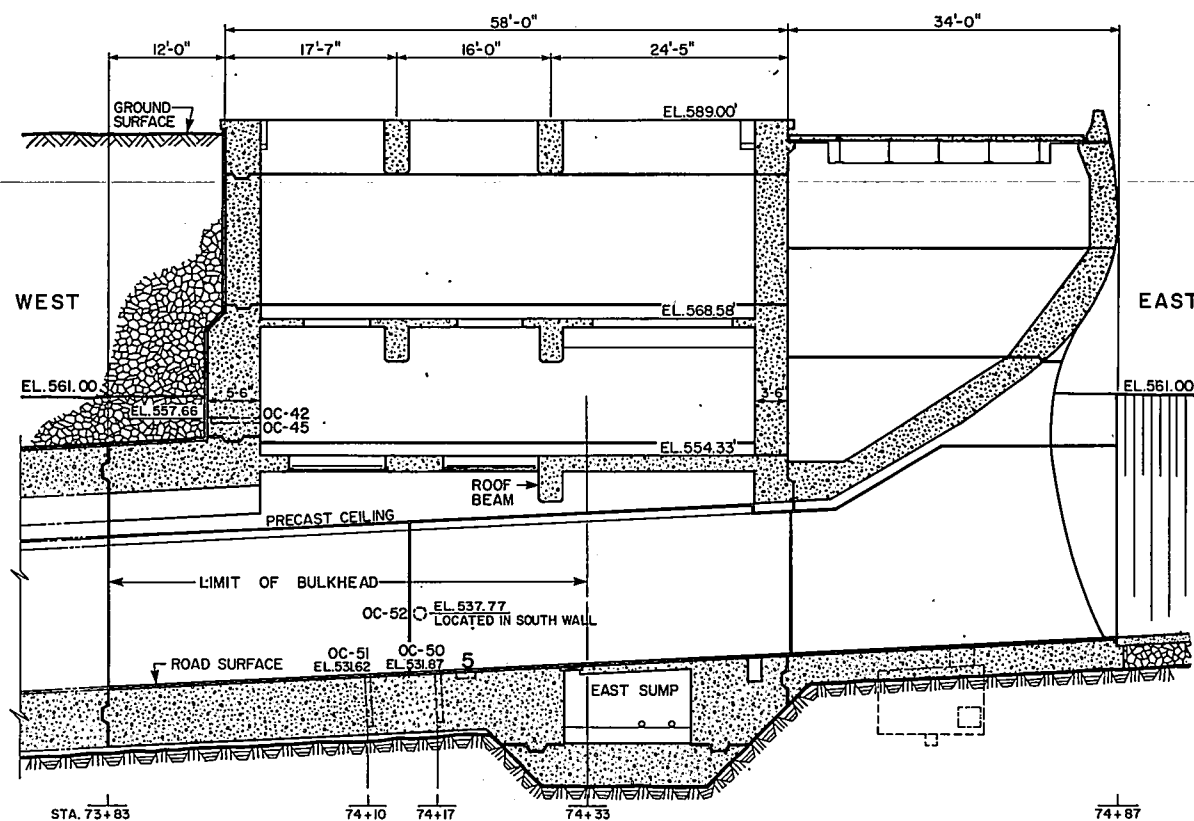 58'-0"
34'-0"
12'-0"
17'-7"
16'-0"
24'-5"
GROUND
SURFACE
EL.589.00'
WEST
EAST
EL.568.58'
EL.561.00
5'-6"
3'-6"
EL.561.00
EL.557.66
OC-42
OC-45
EL.554.33'
ROOF
BEAM
PRECAST CEILING
LIMIT OF BULKHEAD
OC-52
EL.537.77
LOCATED IN SOUTH WALL
OC-51
EL.531.62
OC-50
EL.531.87
5
ROAD SURFACE
EAST SUMP
STA. 73+83
74+10
74+17
74+33
74+87